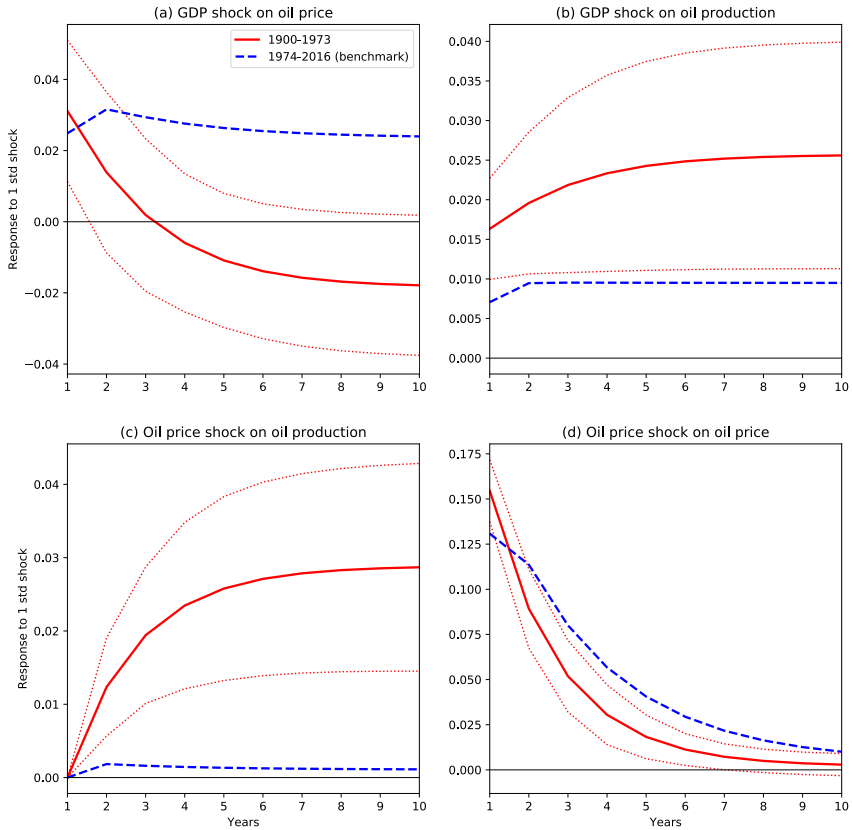 (a) GDP shock on oil price
(b) GDP shock on oil production
1900-1973
1974-2016 (benchmark)
Response to 1 std shock
0.04
0.02
0.00
−0.02
−0.04
1 2 3 4 5 6 7 8 9 10
0.040
0.035
0.030
0.025
0.020
0.015
0.010
0.005
0.000
1 2 3 4 5 6 7 8 9 10
(c) Oil price shock on oil production
(d) Oil price shock on oil price
Response to 1 std shock
0.04
0.03
0.02
0.01
0.00
1 2 3 4 5 6 7 8 9 10
Years
0.175
0.150
0.125
0.100
0.075
0.050
0.025
0.000
1 2 3 4 5 6 7 8 9 10
Years